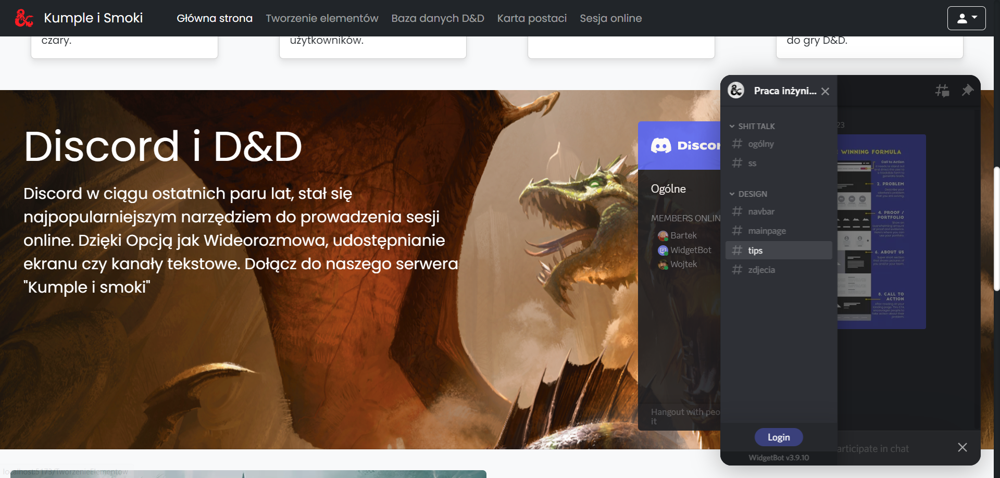 Kumple i Smoki
Główna strona
Tworzenie elementów
Baza danych D&D
Karta postaci
Sesja online
czary.
użytkowników.
do gry D&D.
Discord i D&D
Discord w ciągu ostatnich paru lat, stał się
najpopularniejszym narzędziem do prowadzenia sesji
online. Dzięki Opcją jak Wideorozmowa, udostępnianie
ekranu czy kanały tekstowe. Dołącz do naszego serwera
"Kumple i smoki"
Discor
Ogólne
MEMBERS ONLIN
Bartek
WidgetBot
Wojtek
Hangout with peo
it
Praca inżyni...
SHIT TALK
ogólny
ss
DESIGN
navbar
mainpage
tips
zdjecia
Login
WidgetBot v3.9.10
23
WINNING FORMULA
Call to Action
2. PROBLEM
4. PROOF /
PORTFOLIO
6. ABOUT US
8. CALL TO
ACTION
articipate in chat
localhost:5173/TworzenieElementow